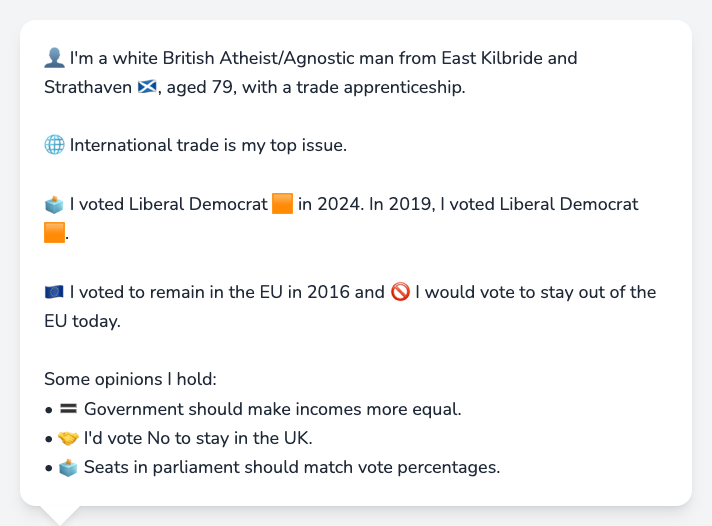 👤 I'm a white British Atheist/Agnostic man from East Kilbride and
Strathaven 🏴󠁧󠁢󠁳󠁣󠁴󠁿, aged 79, with a trade apprenticeship.
🌐 International trade is my top issue.
🗳️ I voted Liberal Democrat 🟧 in 2024. In 2019, I voted Liberal Democrat
🟧.
🇪🇺 I voted to remain in the EU in 2016 and 🚫 I would vote to stay out of the
EU today.
Some opinions I hold:
• 🟰 Government should make incomes more equal.
• 🤝 I'd vote No to stay in the UK.
• 🗳️ Seats in parliament should match vote percentages.